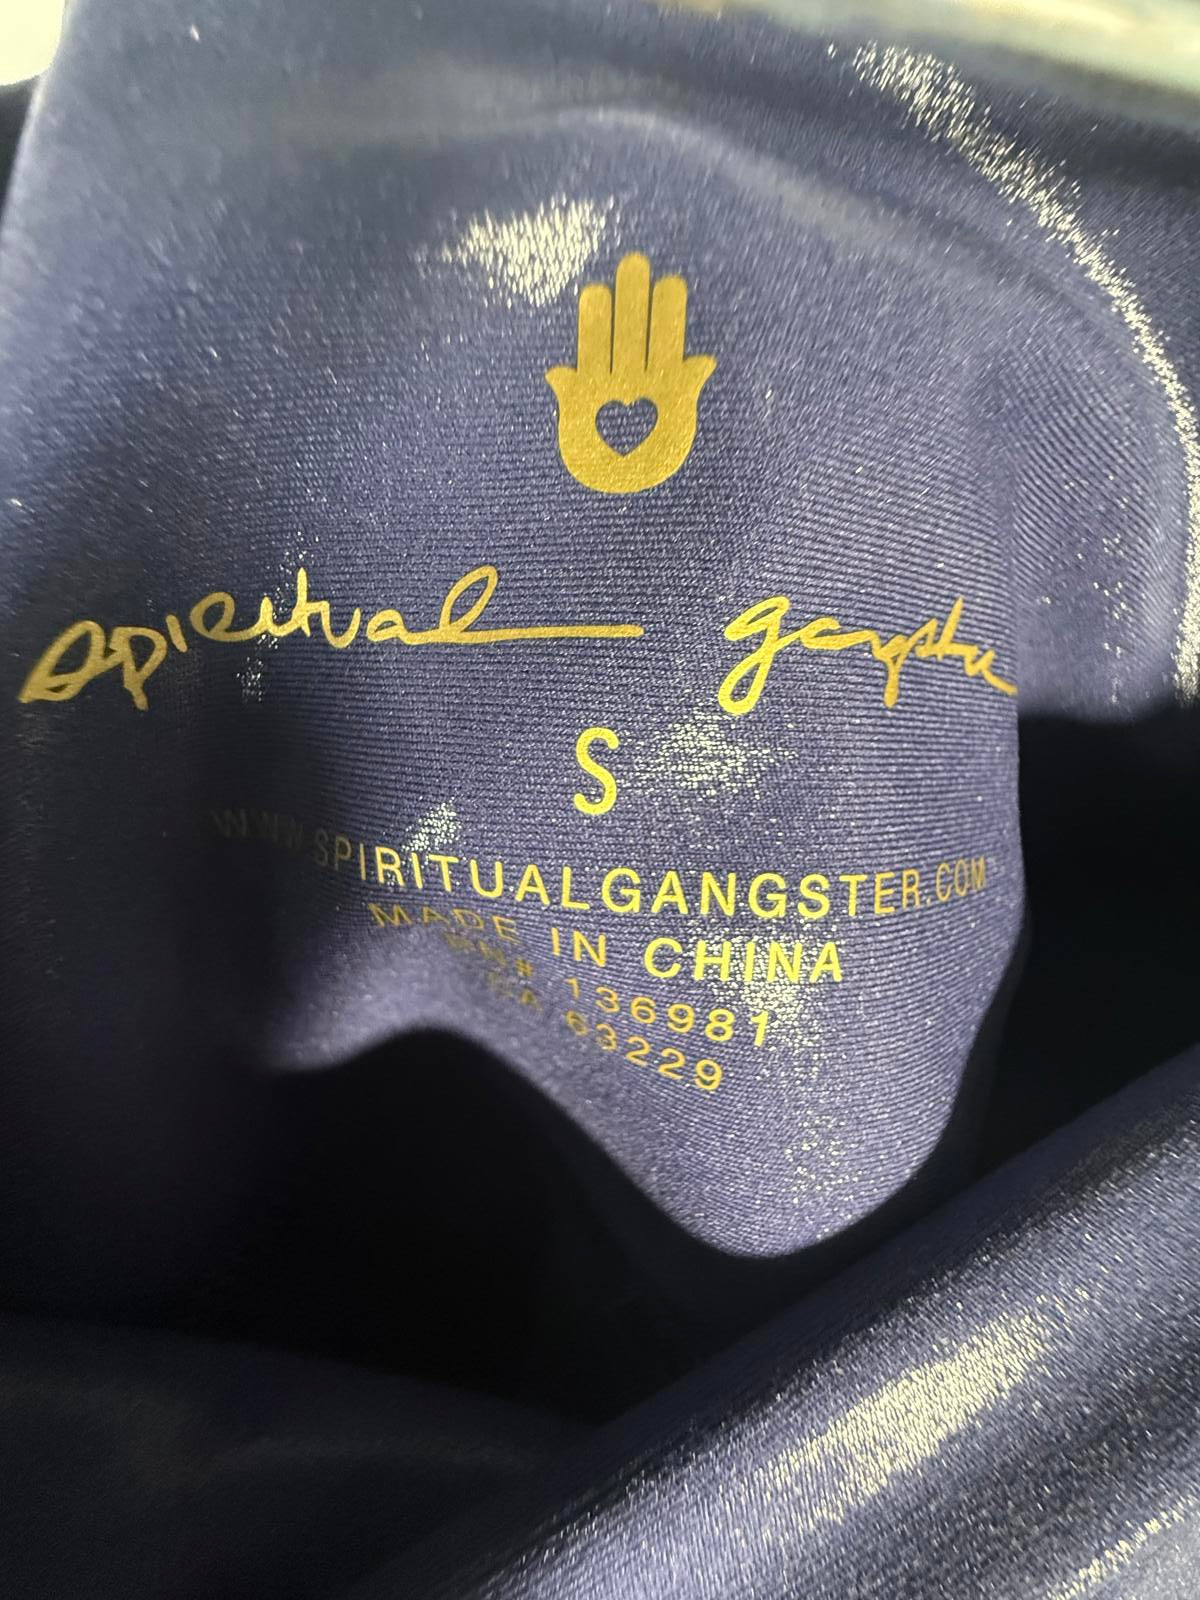 spiritual gangster
S
WWW.SPIRITUALGANGSTER.COM
MADE IN CHINA
RN# 136981
CA 63229